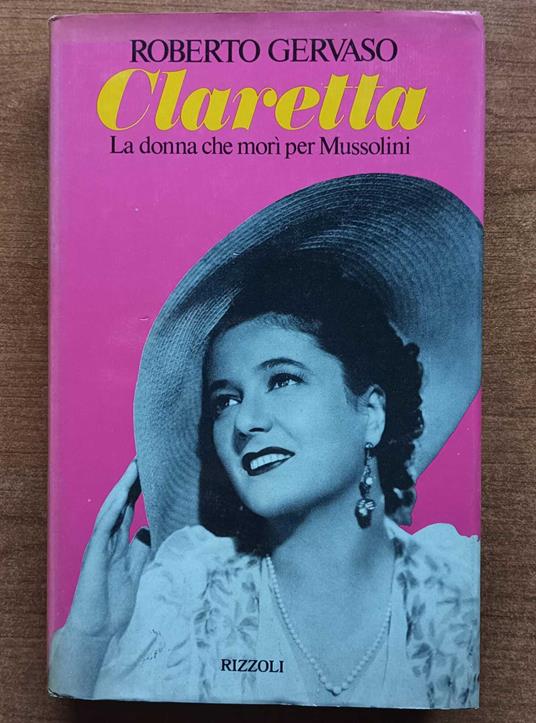 ROBERTO GERVASO
Claretta
La donna che morì per Mussolini
RIZZOLI